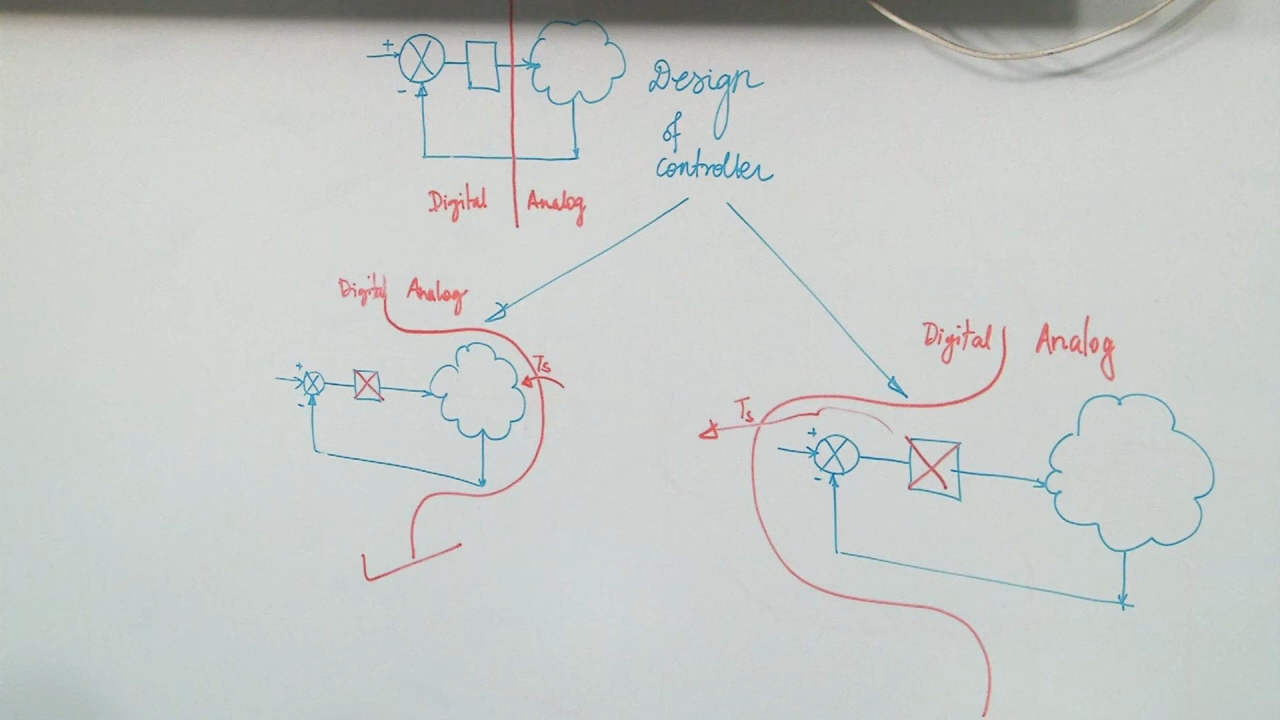 +
-
Design
of
controller
Digital Analog
Digital Analog
Ts
+
-
Digital Analog
Ts
+
-